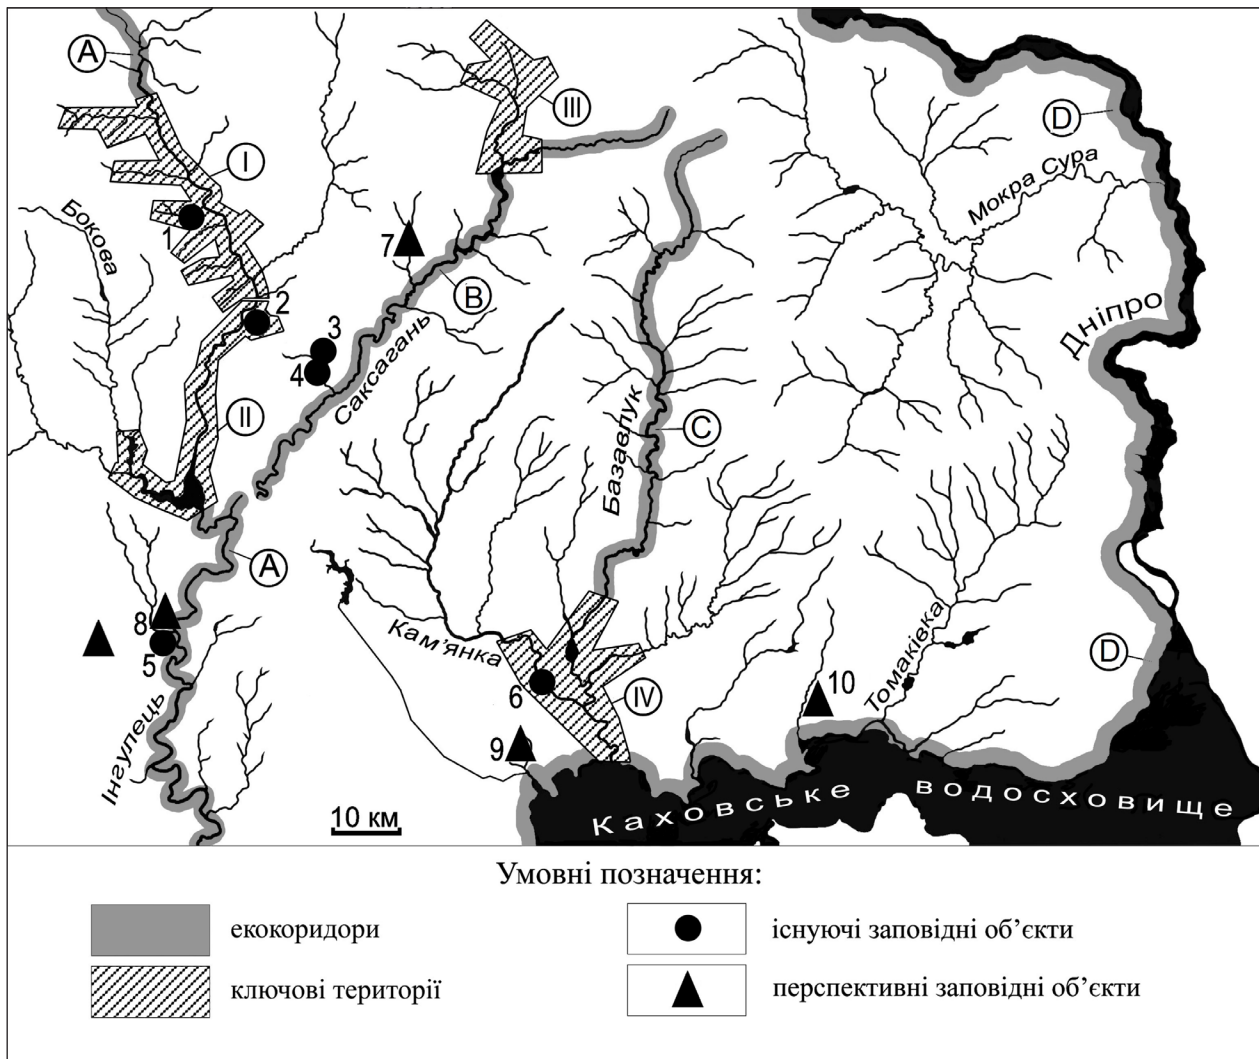 A
III
D
I
Мокра Сура
Бокова
1
7
B
2
Дніпро
3
4
Саксагань
II
C
Базавлук
A
8
5
Кам’янка
Томаківка
D
6
IV
10
9
Інгулець
10 км
Каховське водосховище
Умовні позначення:
екокоридори
існуючі заповідні об’єкти
ключові території
перспективні заповідні об’єкти